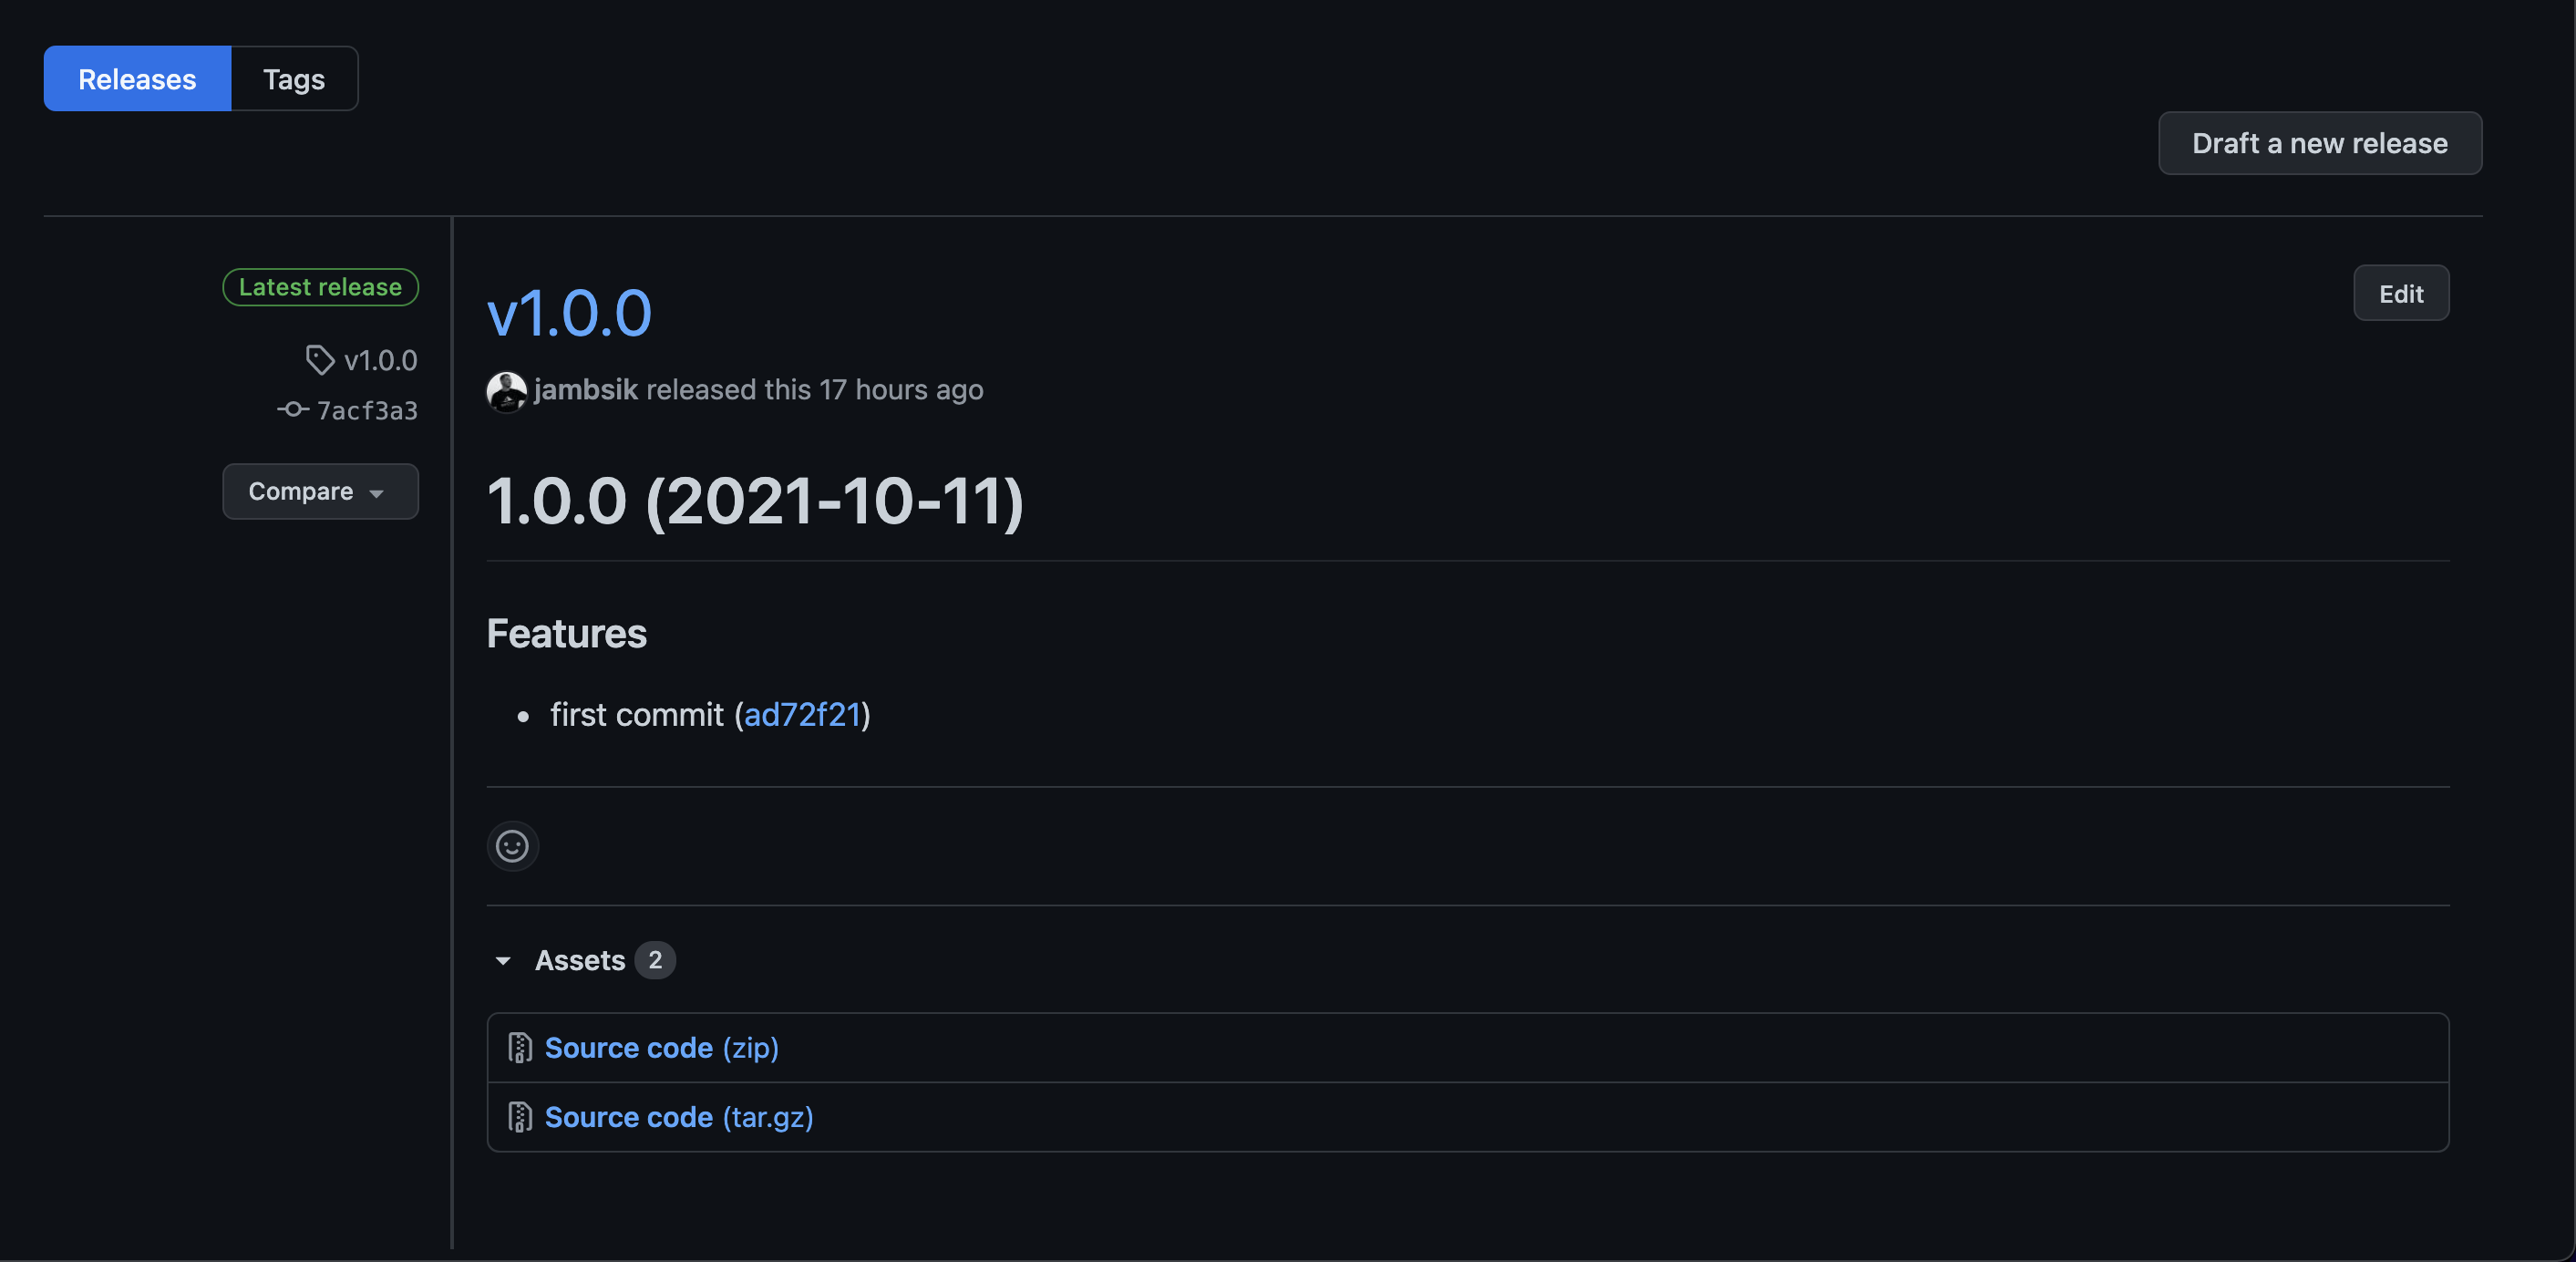 Releases Tags
Draft a new release
Latest release
v1.0.0
7acf3a3
Compare
v1.0.0
Edit
jambsik released this 17 hours ago
1.0.0 (2021-10-11)
Features
• first commit (ad72f21)
Assets 2
Source code (zip)
Source code (tar.gz)